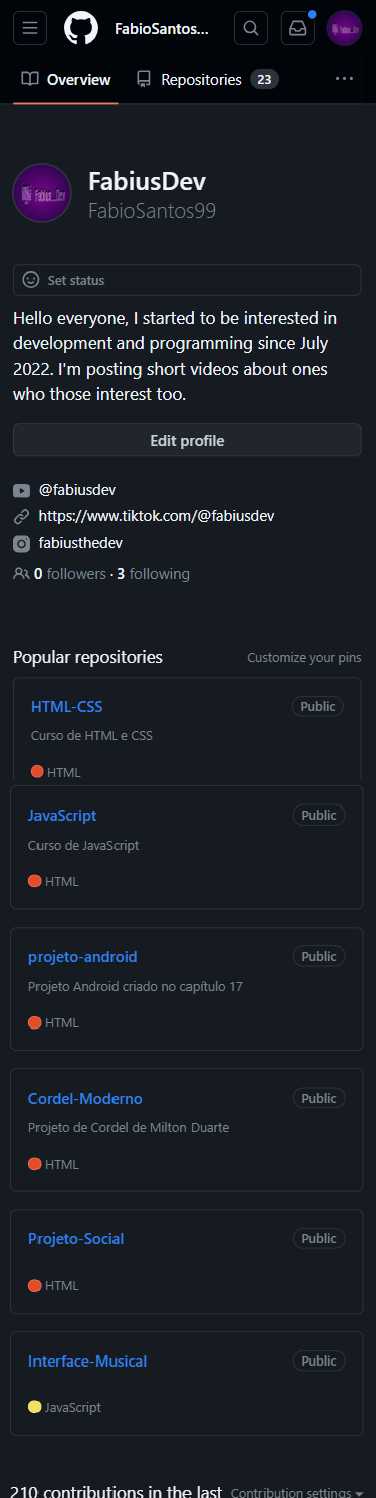 FabioSantos...
Overview
Repositories 23
FabiusDev
FabioSantos99
Set status
Hello everyone, I started to be interested in
development and programming since July
2022. I'm posting short videos about ones
who those interest too.
Edit profile
@fabiusdev
https://www.tiktok.com/@fabiusdev
fabiusthedev
0 followers · 3 following
Popular repositories Customize your pins
HTML-CSS Public
Curso de HTML e CSS
HTML
JavaScript Public
Curso de JavaScript
HTML
projeto-android Public
Projeto Android criado no capítulo 17
HTML
Cordel-Moderno Public
Projeto de Cordel de Milton Duarte
HTML
Projeto-Social Public
HTML
Interface-Musical Public
JavaScript
210 contributions in the last Contribution settings